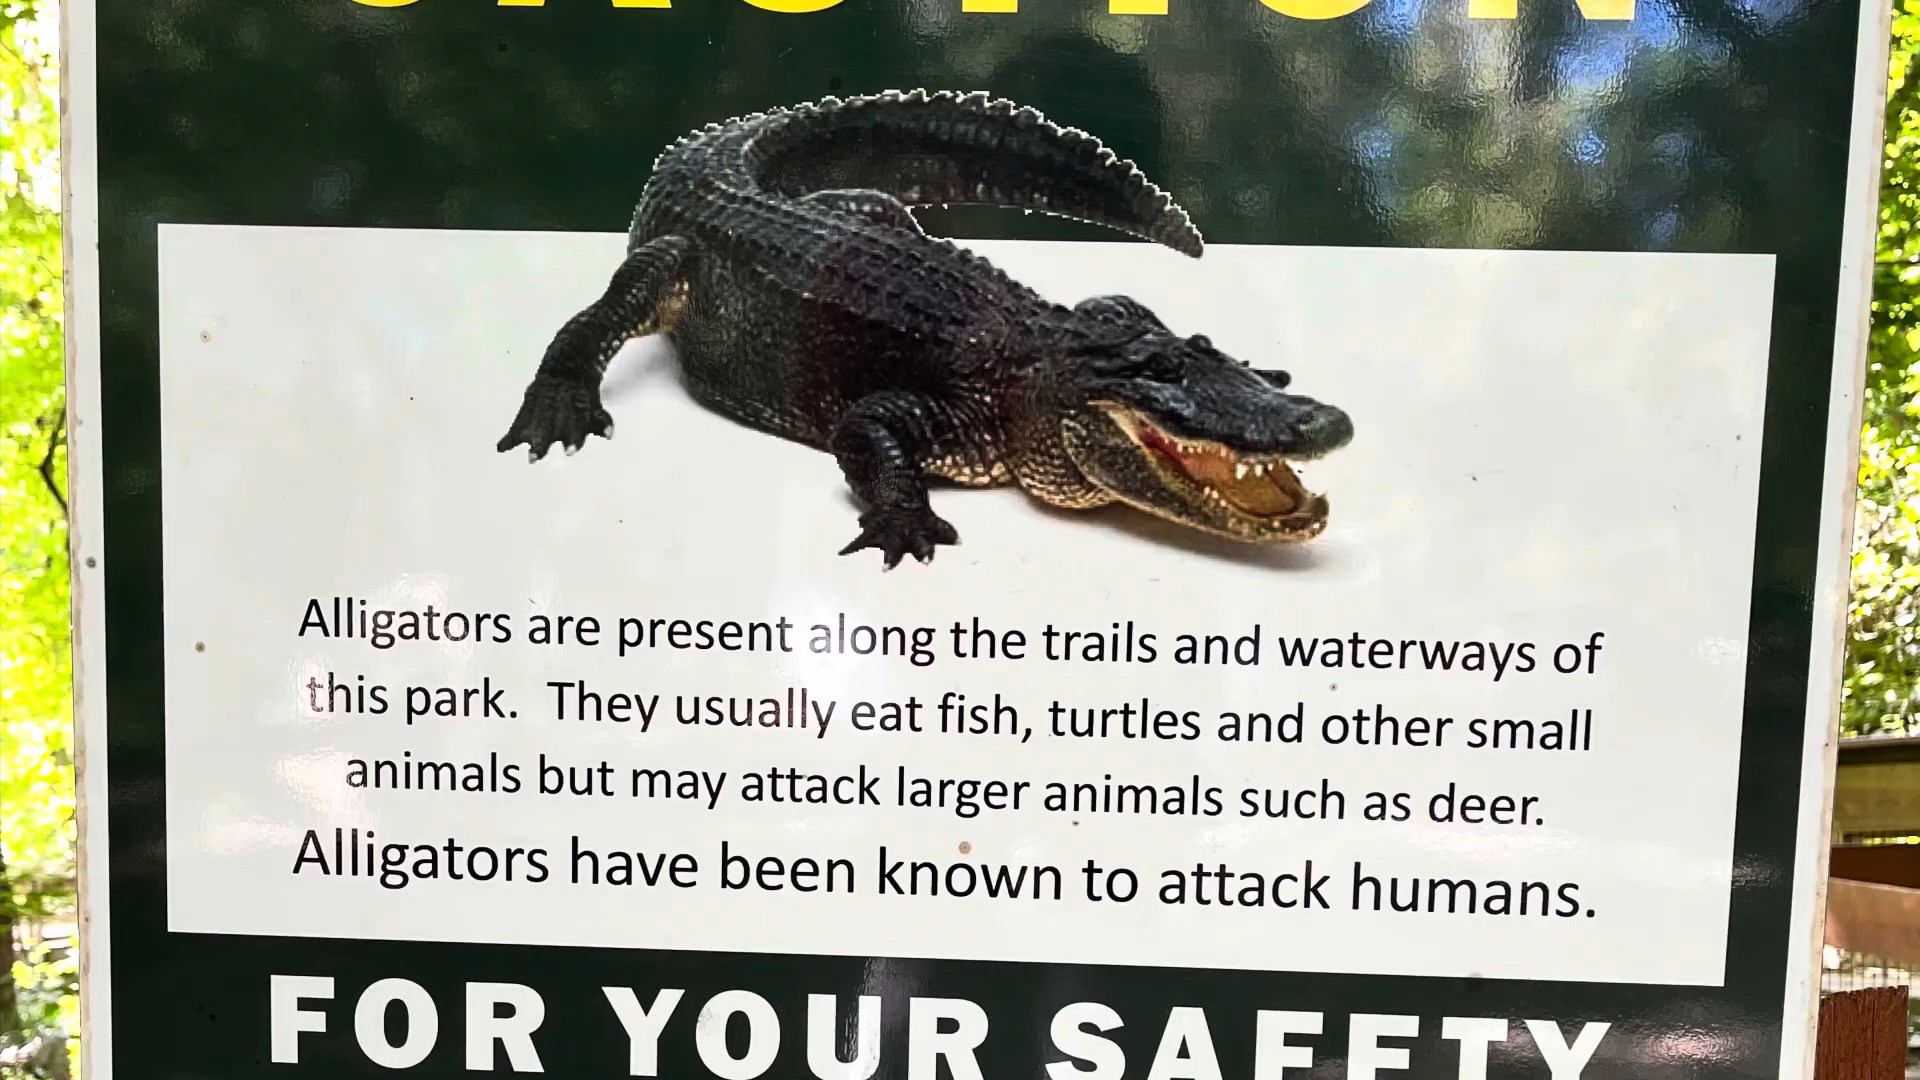 CAUTION
Alligators are present along the trails and waterways of
this park. They usually eat fish, turtles and other small
animals but may attack larger animals such as deer.
Alligators have been known to attack humans.
FOR YOUR SAFETY